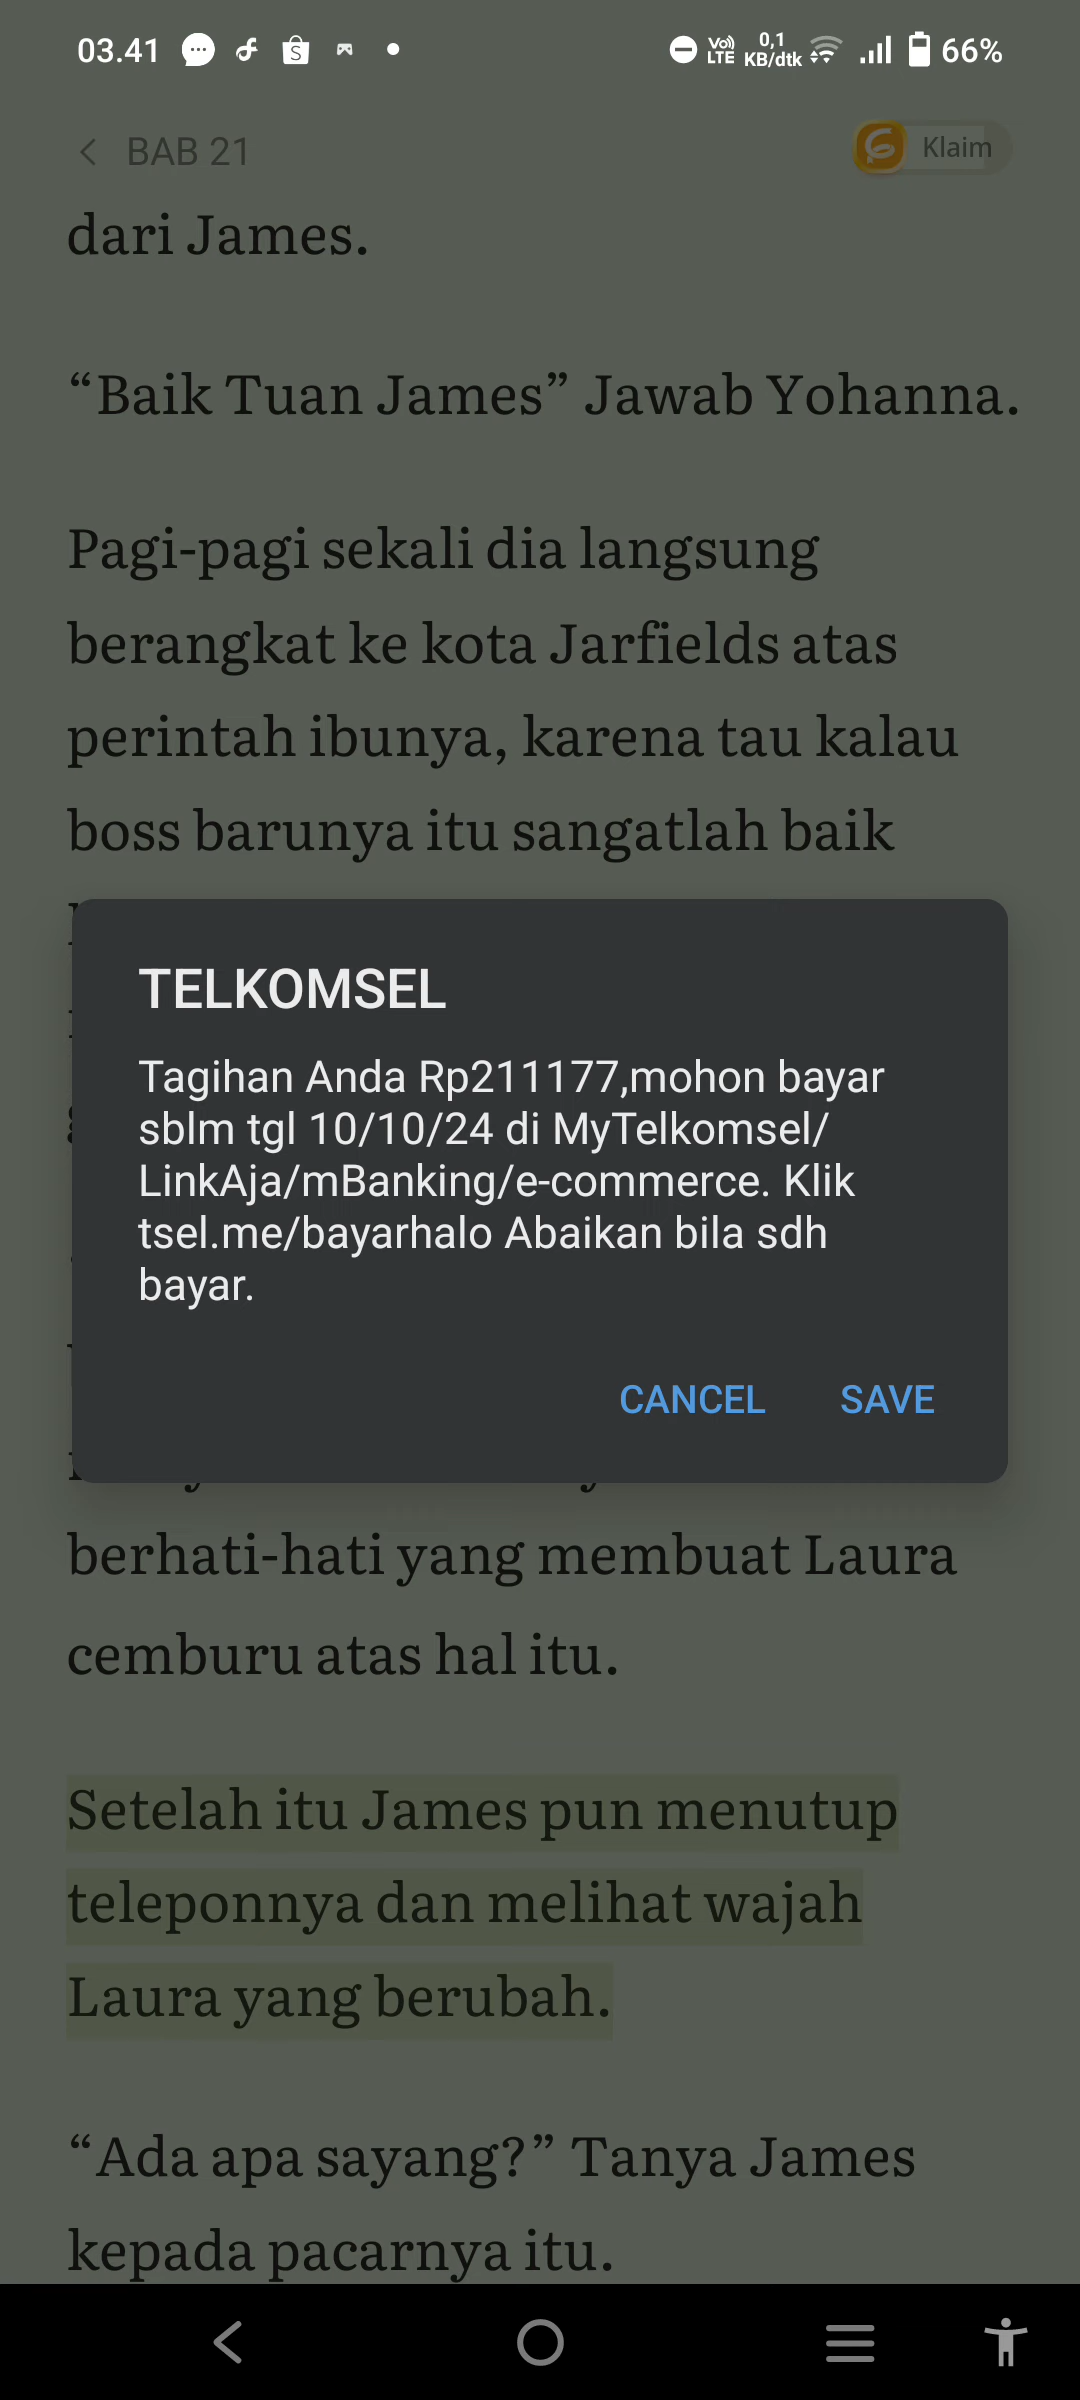 03.41
Vo)) LTE
0,1 KB/dtk
66%
BAB 21
Klaim
dari James.
“Baik Tuan James” Jawab Yohanna.
Pagi-pagi sekali dia langsung
berangkat ke kota Jarfields atas
perintah ibunya, karena tau kalau
boss barunya itu sangatlah baik
TELKOMSEL
Tagihan Anda Rp211177,mohon bayar
sblm tgl 10/10/24 di MyTelkomsel/
LinkAja/mBanking/e-commerce. Klik
tsel.me/bayarhalo Abaikan bila sdh
bayar.
CANCEL
SAVE
berhati-hati yang membuat Laura
cemburu atas hal itu.
Setelah itu James pun menutup
teleponnya dan melihat wajah
Laura yang berubah.
“Ada apa sayang?” Tanya James
kepada pacarnya itu.